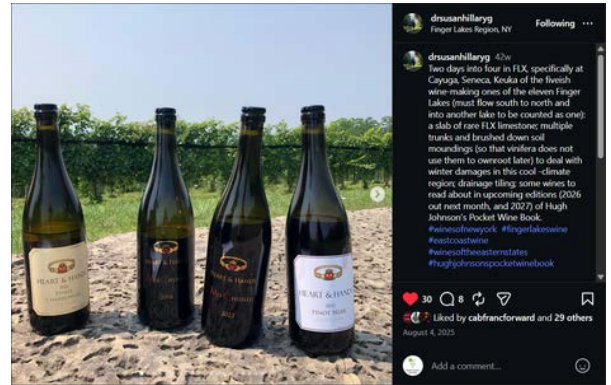 drsusanhillaryg
Finger Lakes Region, NY
Following
drsusanhillaryg 42w
Two days into four in FLX, specifically at
Cayuga, Seneca, Keuka of the fiveish
wine-making ones of the eleven Finger
Lakes (must flow south to north and
into another lake to be counted as one):
a slab of rare FLX limestone; multiple
trunks and brushed down soil
moundings (so that vinifera does not
use them to ownroot later) to deal with
winter damages in this cool -climate
region; drainage tiling; some wines to
read about in upcoming editions (2026
out next month, and 2027) of Hugh
Johnson's Pocket Wine Book.
#winesofnewyork #fingerlakeswine
#eastcoastwine
#winesoftheeasternstates
#hughjohnsonspocketwinebook
30 8
Liked by cabfrancforward and 29 others
August 4, 2025
Add a comment...
HEART & HANDS
HEART & HANDS
HEART & HANDS
2022
HEART & HANDS
PINOT NOIR